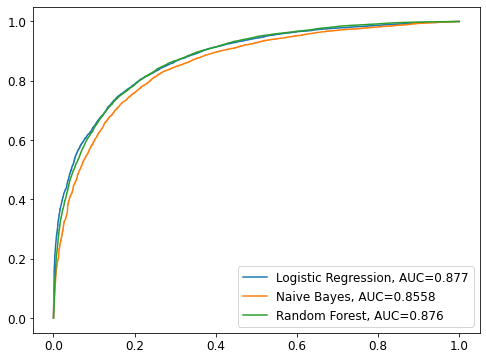 1.0
0.8
0.6
0.4
0.2
0.0
0.0 0.2 0.4 0.6 0.8 1.0
Logistic Regression, AUC=0.877
Naive Bayes, AUC=0.8558
Random Forest, AUC=0.876